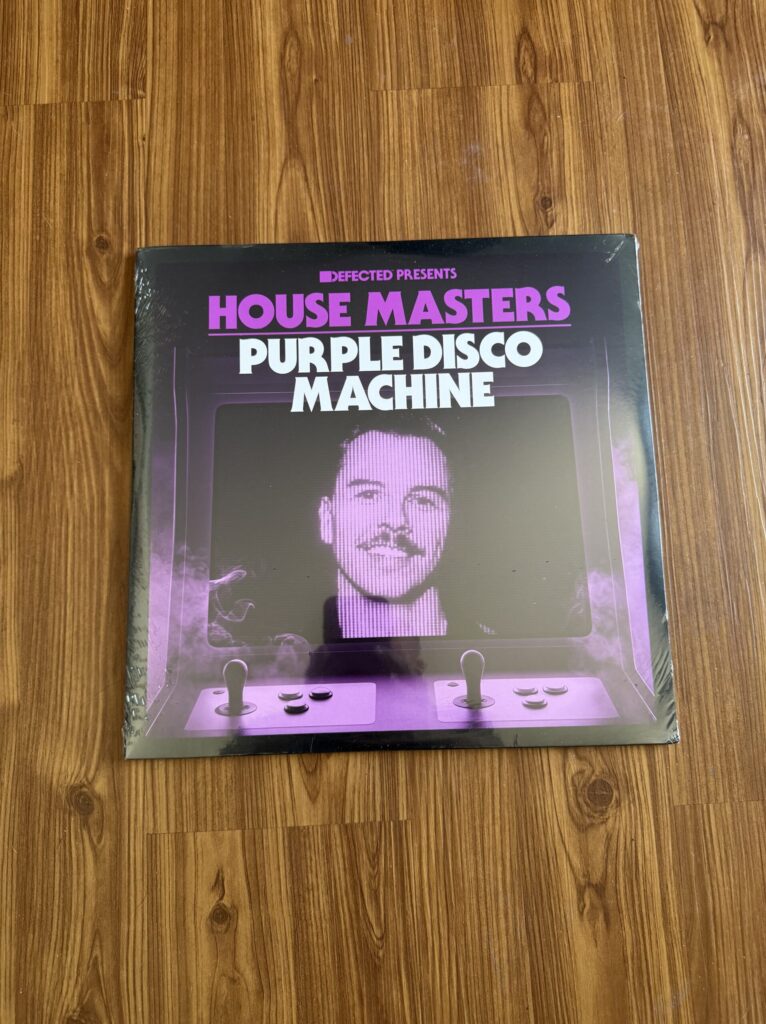 DEFECTED PRESENTS
HOUSE MASTERS
PURPLE DISCO
MACHINE